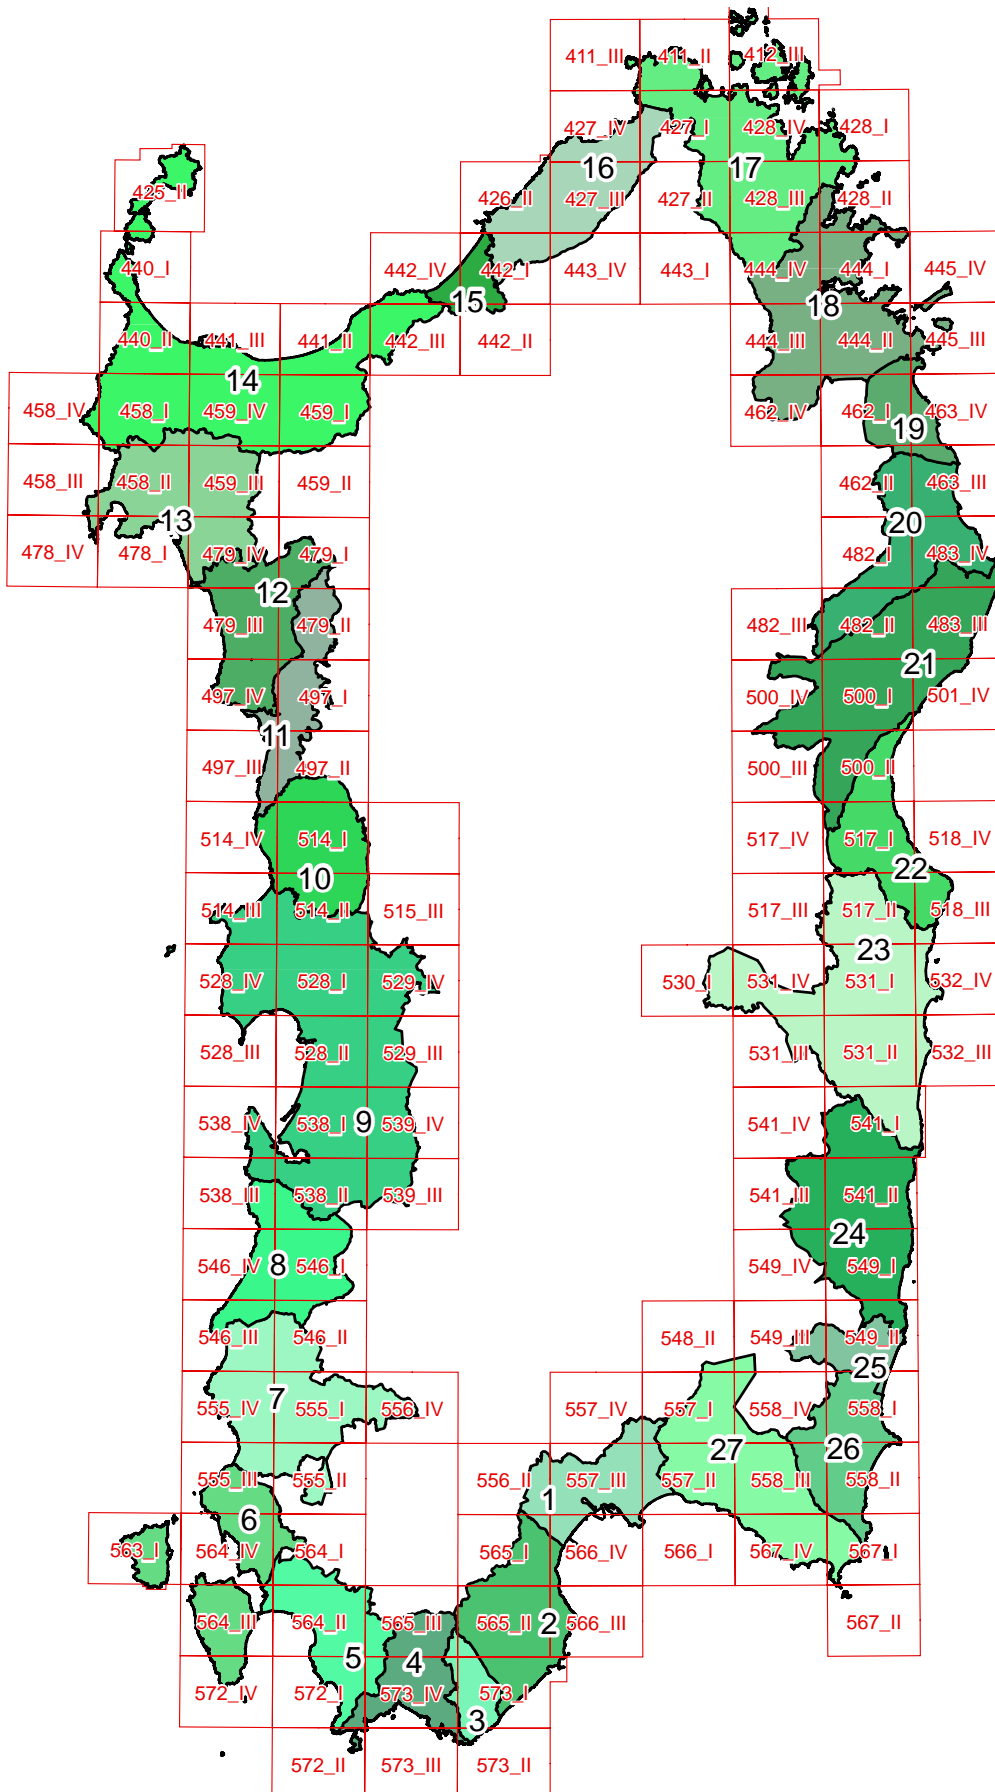 411_III 411_II 412_III
427_IV 427_I 428_IV 428_I
16 17
425_II 426_II 427_III 427_II 428_III 428_II
440_I 442_IV 442_I 443_IV 443_I 444_IV 444_I 445_IV
15 18
440_II 441_III 441_II 442_III 442_II 444_III 444_II 445_III
14
458_IV 458_I 459_IV 459_I 462_IV 462_I 463_IV
19
458_III 458_II 459_III 459_II 462_II 463_III
13 20
478_IV 478_I 479_IV 479_I 482_I 483_IV
12
479_III 479_II 482_III 482_II 483_III
21
497_IV 497_I 500_IV 500_I 501_IV
11
497_III 497_II 500_III 500_II
514_IV 514_I 517_IV 517_I 518_IV
10 22
514_III 514_II 515_III 517_III 517_II 518_III
23
528_IV 528_I 529_IV 530_I 531_IV 531_I 532_IV
528_III 528_II 529_III 531_III 531_II 532_III
9
538_IV 538_I 539_IV 541_IV 541_I
538_III 538_II 539_III 541_III 541_II
24
546_IV 8 546_I 549_IV 549_I
546_III 546_II 548_II 549_III 549_II
25
7
555_IV 555_I 556_IV 557_IV 557_I 558_IV 558_I
27 26
555_III 555_II 556_II 557_III 557_II 558_III 558_II
1
6
563_I 564_IV 564_I 565_I 566_IV 566_I 567_IV 567_I
564_III 564_II 565_III 565_II 2 566_III 567_II
5 4
572_IV 572_I 573_IV 573_I
3
572_II 573_III 573_II